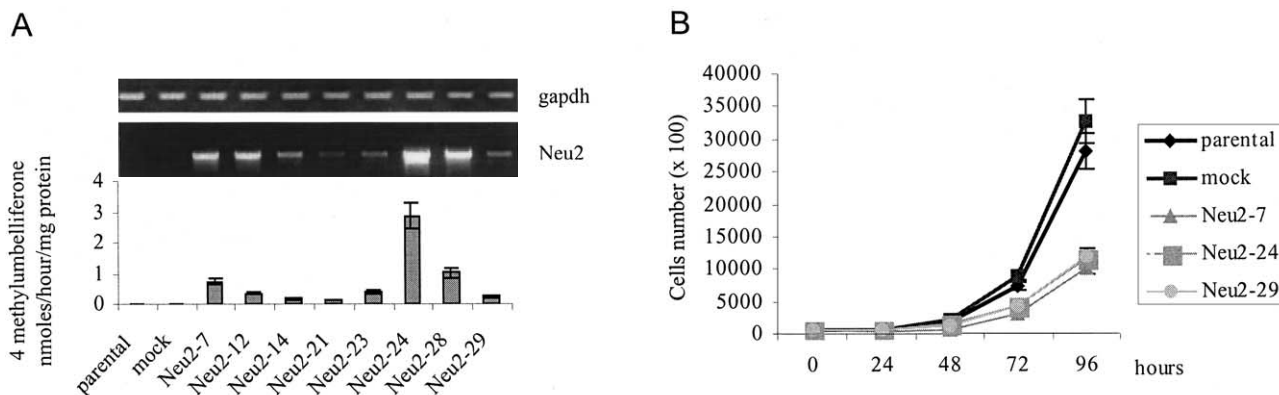 A
gapdh
Neu2
4 methylumbelliferone
nmoles/hour/mg protein
4
3
2
1
0
parental
mock
Neu2-7
Neu2-12
Neu2-14
Neu2-21
Neu2-23
Neu2-24
Neu2-28
Neu2-29
B
Cells number (x 100)
40000
35000
30000
25000
20000
15000
10000
5000
0
0 24 48 72 96 hours
parental
mock
Neu2-7
Neu2-24
Neu2-29